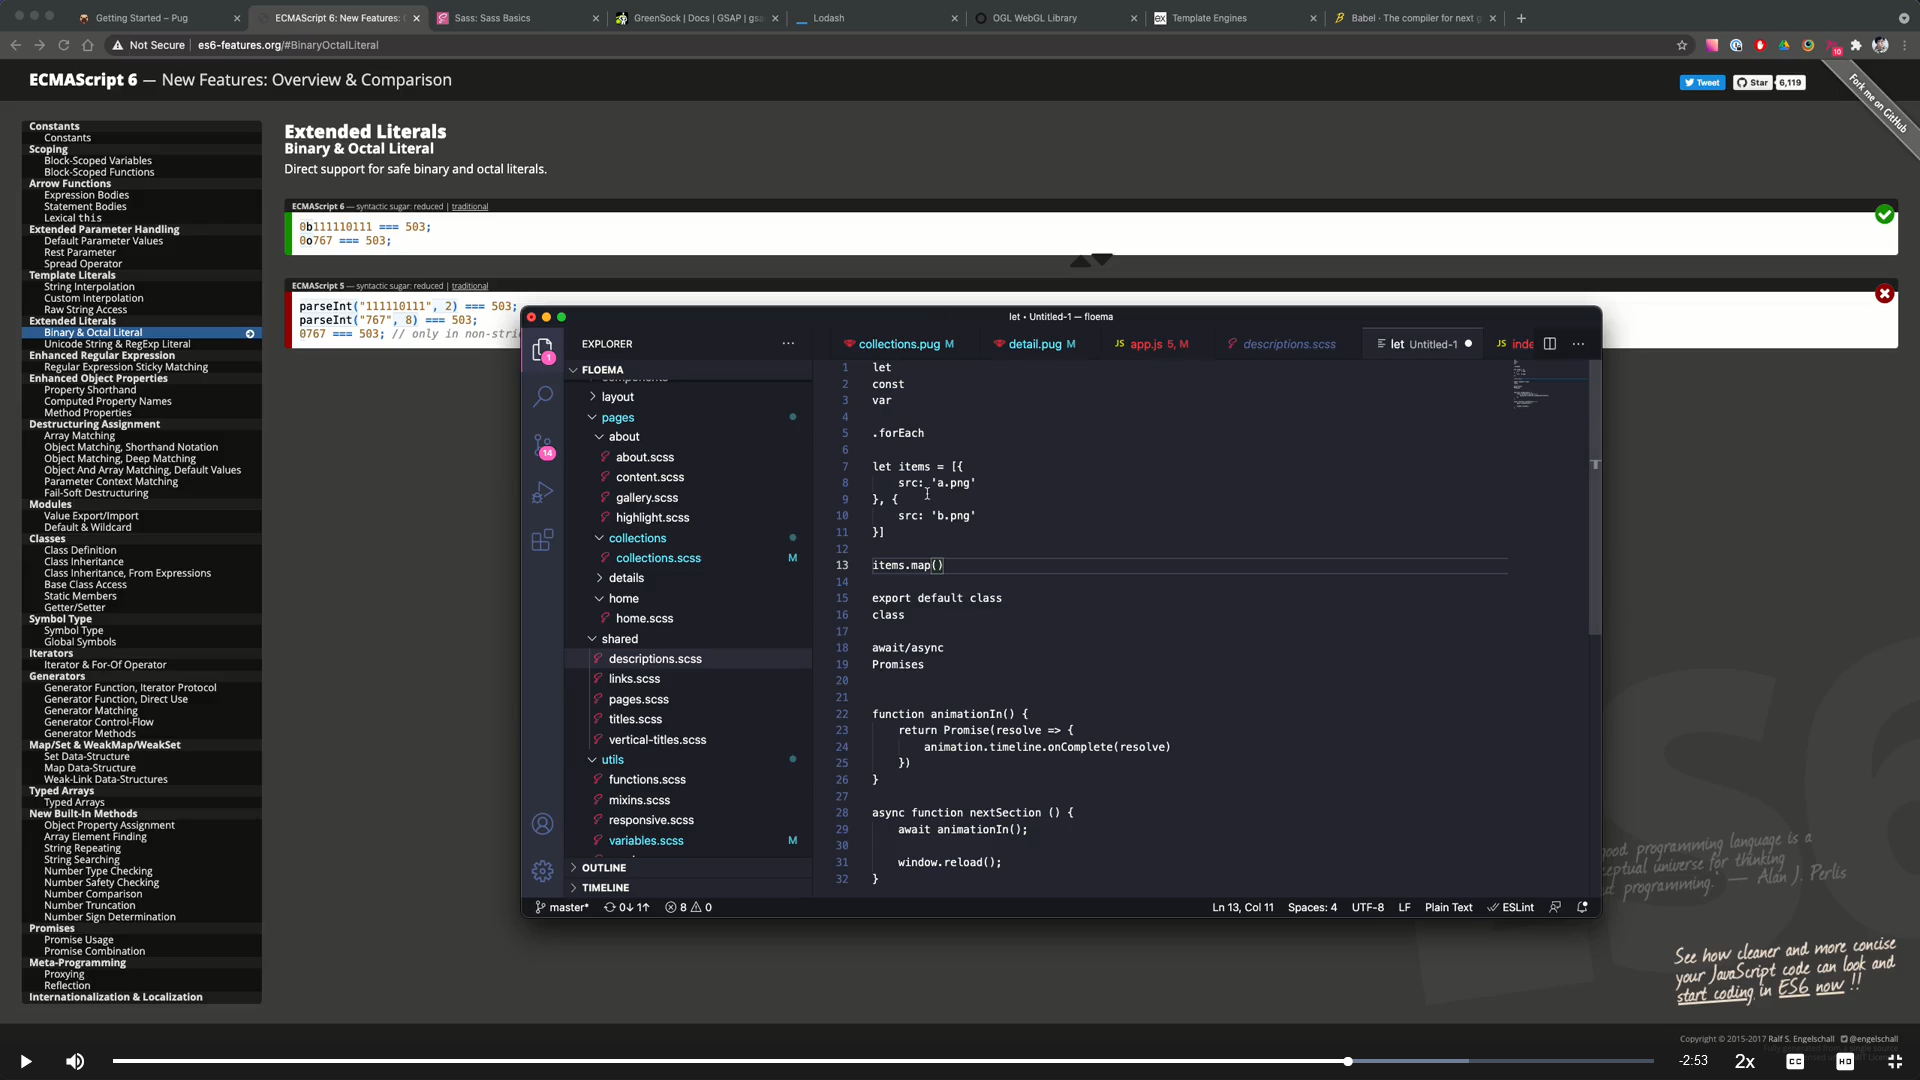 Getting Started – Pug
ECMAScript 6: New Features:
Sass: Sass Basics
GreenSock | Docs | GSAP | gsa
Lodash
OGL WebGL Library
ex Template Engines
Babel · The compiler for next g
Not Secure
es6-features.org/#BinaryOctalLiteral
10
ECMAScript 6 — New Features: Overview & Comparison
Tweet
Star
6,119
Fork me on GitHub
Constants
Constants
Scoping
Block-Scoped Variables
Block-Scoped Functions
Arrow Functions
Expression Bodies
Statement Bodies
Lexical this
Extended Parameter Handling
Default Parameter Values
Rest Parameter
Spread Operator
Template Literals
String Interpolation
Custom Interpolation
Raw String Access
Extended Literals
Binary & Octal Literal
Unicode String & RegExp Literal
Enhanced Regular Expression
Regular Expression Sticky Matching
Enhanced Object Properties
Property Shorthand
Computed Property Names
Method Properties
Destructuring Assignment
Array Matching
Object Matching, Shorthand Notation
Object Matching, Deep Matching
Object And Array Matching, Default Values
Parameter Context Matching
Fail-Soft Destructuring
Modules
Value Export/Import
Default & Wildcard
Classes
Class Definition
Class Inheritance
Class Inheritance, From Expressions
Base Class Access
Static Members
Getter/Setter
Symbol Type
Symbol Type
Global Symbols
Iterators
Iterator & For-Of Operator
Generators
Generator Function, Iterator Protocol
Generator Function, Direct Use
Generator Matching
Generator Control-Flow
Generator Methods
Map/Set & WeakMap/WeakSet
Set Data-Structure
Map Data-Structure
Weak-Link Data-Structures
Typed Arrays
Typed Arrays
New Built-In Methods
Object Property Assignment
Array Element Finding
String Repeating
String Searching
Number Type Checking
Number Safety Checking
Number Comparison
Number Truncation
Number Sign Determination
Promises
Promise Usage
Promise Combination
Meta-Programming
Proxying
Reflection
Internationalization & Localization
Extended Literals
Binary & Octal Literal
Direct support for safe binary and octal literals.
ECMAScript 6 — syntactic sugar: reduced | traditional
0b111110111 === 503;
0o767 === 503;
ECMAScript 5 — syntactic sugar: reduced | traditional
parseInt("111110111", 2) === 503;
parseInt("767", 8) === 503;
0767 === 503; // only in non-stri
let • Untitled-1 — floema
1
14
EXPLORER
FLOEMA
components
layout
pages
about
about.scss
content.scss
gallery.scss
highlight.scss
collections
collections.scss M
details
home
home.scss
shared
descriptions.scss
links.scss
pages.scss
titles.scss
vertical-titles.scss
utils
functions.scss
mixins.scss
responsive.scss
variables.scss M
OUTLINE
TIMELINE
collections.pug M
detail.pug M
JS app.js 5, M
descriptions.scss
let Untitled-1
JS inde
1 let
2 const
3 var
4
5 .forEach
6
7 let items = [{
8 src: 'a.png'
9 }, {
10 src: 'b.png'
11 }]
12
13 items.map()
14
15 export default class
16 class
17
18 await/async
19 Promises
20
21
22 function animationIn() {
23 return Promise(resolve => {
24 animation.timeline.onComplete(resolve)
25 })
26 }
27
28 async function nextSection () {
29 await animationIn();
30
31 window.reload();
32 }
master*
0↓ 1↑
8
0
Ln 13, Col 11
Spaces: 4
UTF-8
LF
Plain Text
ESLint
good programming language is a
ceptual universe for thinking
ut programming.' — Alan J. Perlis
See how cleaner and more concise
your JavaScript code can look and
start coding in ES6 now !!
Copyright © 2015-2017 Ralf S. Engelschall @engelschall
-2:53
2x
CC
HD